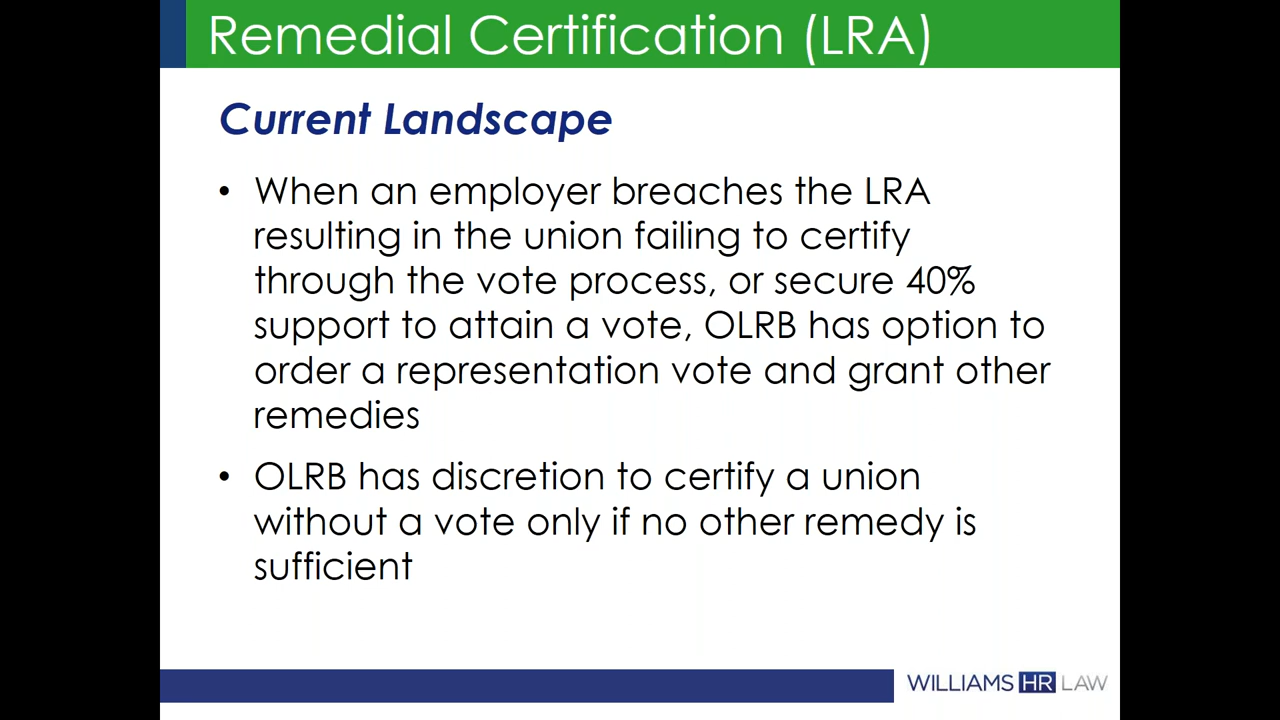 Remedial Certification (LRA)
Current Landscape
• When an employer breaches the LRA
resulting in the union failing to certify
through the vote process, or secure 40%
support to attain a vote, OLRB has option to
order a representation vote and grant other
remedies
• OLRB has discretion to certify a union
without a vote only if no other remedy is
sufficient
WILLIAMS HR LAW